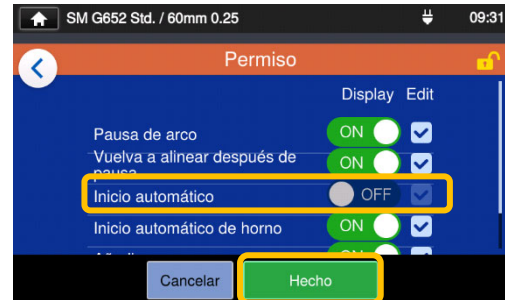 SM G652 Std. / 60mm 0.25 09:31
Permiso
Display Edit
Pausa de arco ON
Vuelva a alinear después de
pausa ON
Inicio automático OFF
Inicio automático de horno ON
ON
Cancelar Hecho